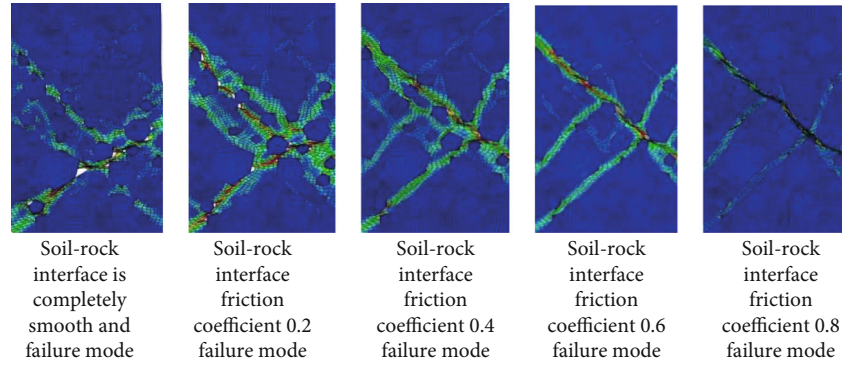 Soil-rock
interface is
completely
smooth and
failure mode
Soil-rock
interface
friction
coefficient 0.2
failure mode
Soil-rock
interface
friction
coefficient 0.4
failure mode
Soil-rock
interface
friction
coefficient 0.6
failure mode
Soil-rock
interface
friction
coefficient 0.8
failure mode